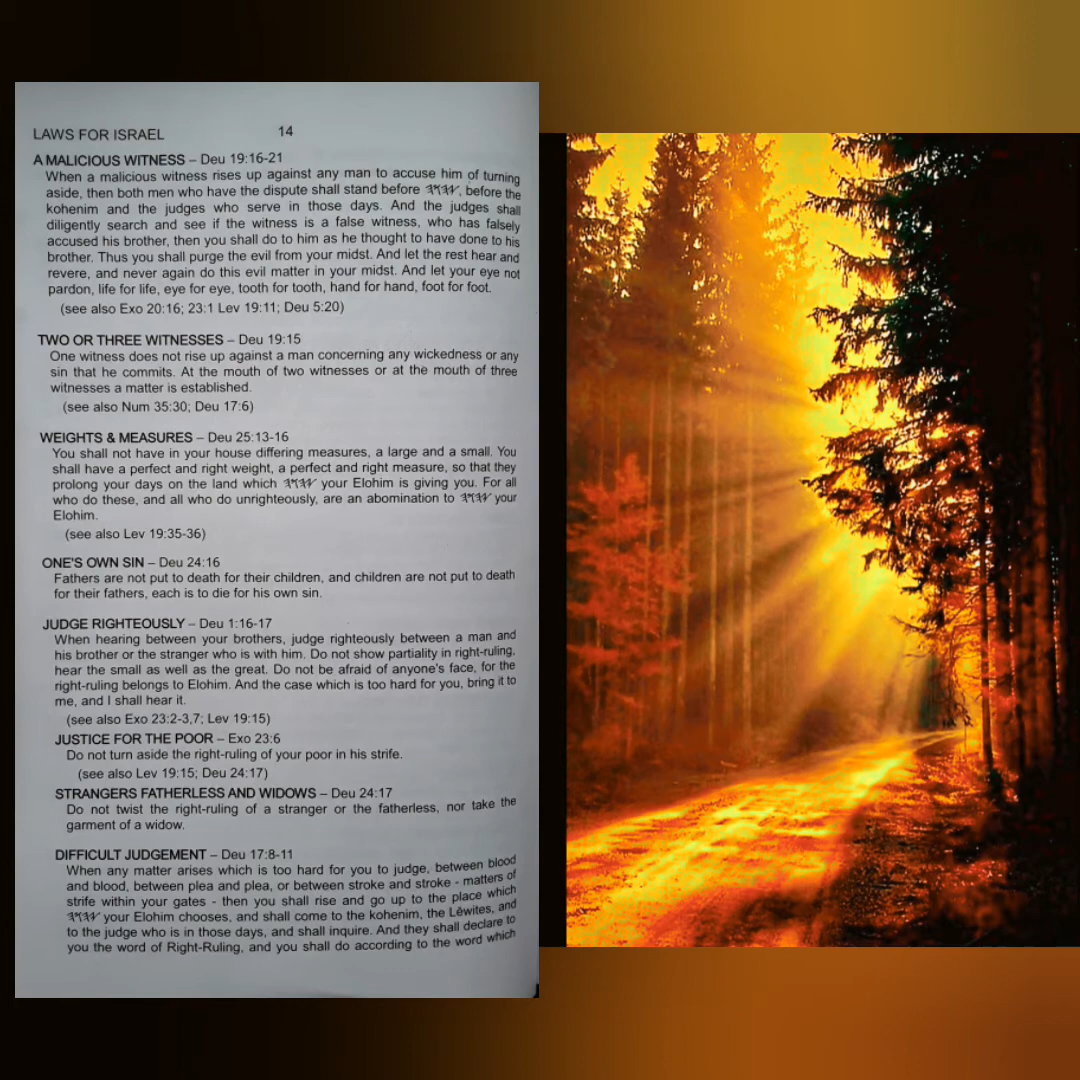 LAWS FOR ISRAEL 14
A MALICIOUS WITNESS – Deu 19:16-21
When a malicious witness rises up against any man to accuse him of turning
aside, then both men who have the dispute shall stand before 𐤉𐤄𐤅𐤄, before the
kohenim and the judges who serve in those days. And the judges shall
diligently search and see if the witness is a false witness, who has falsely
accused his brother, then you shall do to him as he thought to have done to his
brother. Thus you shall purge the evil from your midst. And let the rest hear and
revere, and never again do this evil matter in your midst. And let your eye not
pardon, life for life, eye for eye, tooth for tooth, hand for hand, foot for foot.
(see also Exo 20:16; 23:1 Lev 19:11; Deu 5:20)
TWO OR THREE WITNESSES – Deu 19:15
One witness does not rise up against a man concerning any wickedness or any
sin that he commits. At the mouth of two witnesses or at the mouth of three
witnesses a matter is established.
(see also Num 35:30; Deu 17:6)
WEIGHTS & MEASURES – Deu 25:13-16
You shall not have in your house differing measures, a large and a small. You
shall have a perfect and right weight, a perfect and right measure, so that they
prolong your days on the land which 𐤉𐤄𐤅𐤄 your Elohim is giving you. For all
who do these, and all who do unrighteously, are an abomination to 𐤉𐤄𐤅𐤄 your
Elohim.
(see also Lev 19:35-36)
ONE'S OWN SIN – Deu 24:16
Fathers are not put to death for their children, and children are not put to death
for their fathers, each is to die for his own sin.
JUDGE RIGHTEOUSLY – Deu 1:16-17
When hearing between your brothers, judge righteously between a man and
his brother or the stranger who is with him. Do not show partiality in right-ruling,
hear the small as well as the great. Do not be afraid of anyone's face, for the
right-ruling belongs to Elohim. And the case which is too hard for you, bring it to
me, and I shall hear it.
(see also Exo 23:2-3,7; Lev 19:15)
JUSTICE FOR THE POOR – Exo 23:6
Do not turn aside the right-ruling of your poor in his strife.
(see also Lev 19:15; Deu 24:17)
STRANGERS FATHERLESS AND WIDOWS – Deu 24:17
Do not twist the right-ruling of a stranger or the fatherless, nor take the
garment of a widow.
DIFFICULT JUDGEMENT – Deu 17:8-11
When any matter arises which is too hard for you to judge, between blood
and blood, between plea and plea, or between stroke and stroke - matters of
strife within your gates - then you shall rise and go up to the place which
𐤉𐤄𐤅𐤄 your Elohim chooses, and shall come to the kohenim, the Lĕwites, and
to the judge who is in those days, and shall inquire. And they shall declare to
you the word of Right-Ruling, and you shall do according to the word which